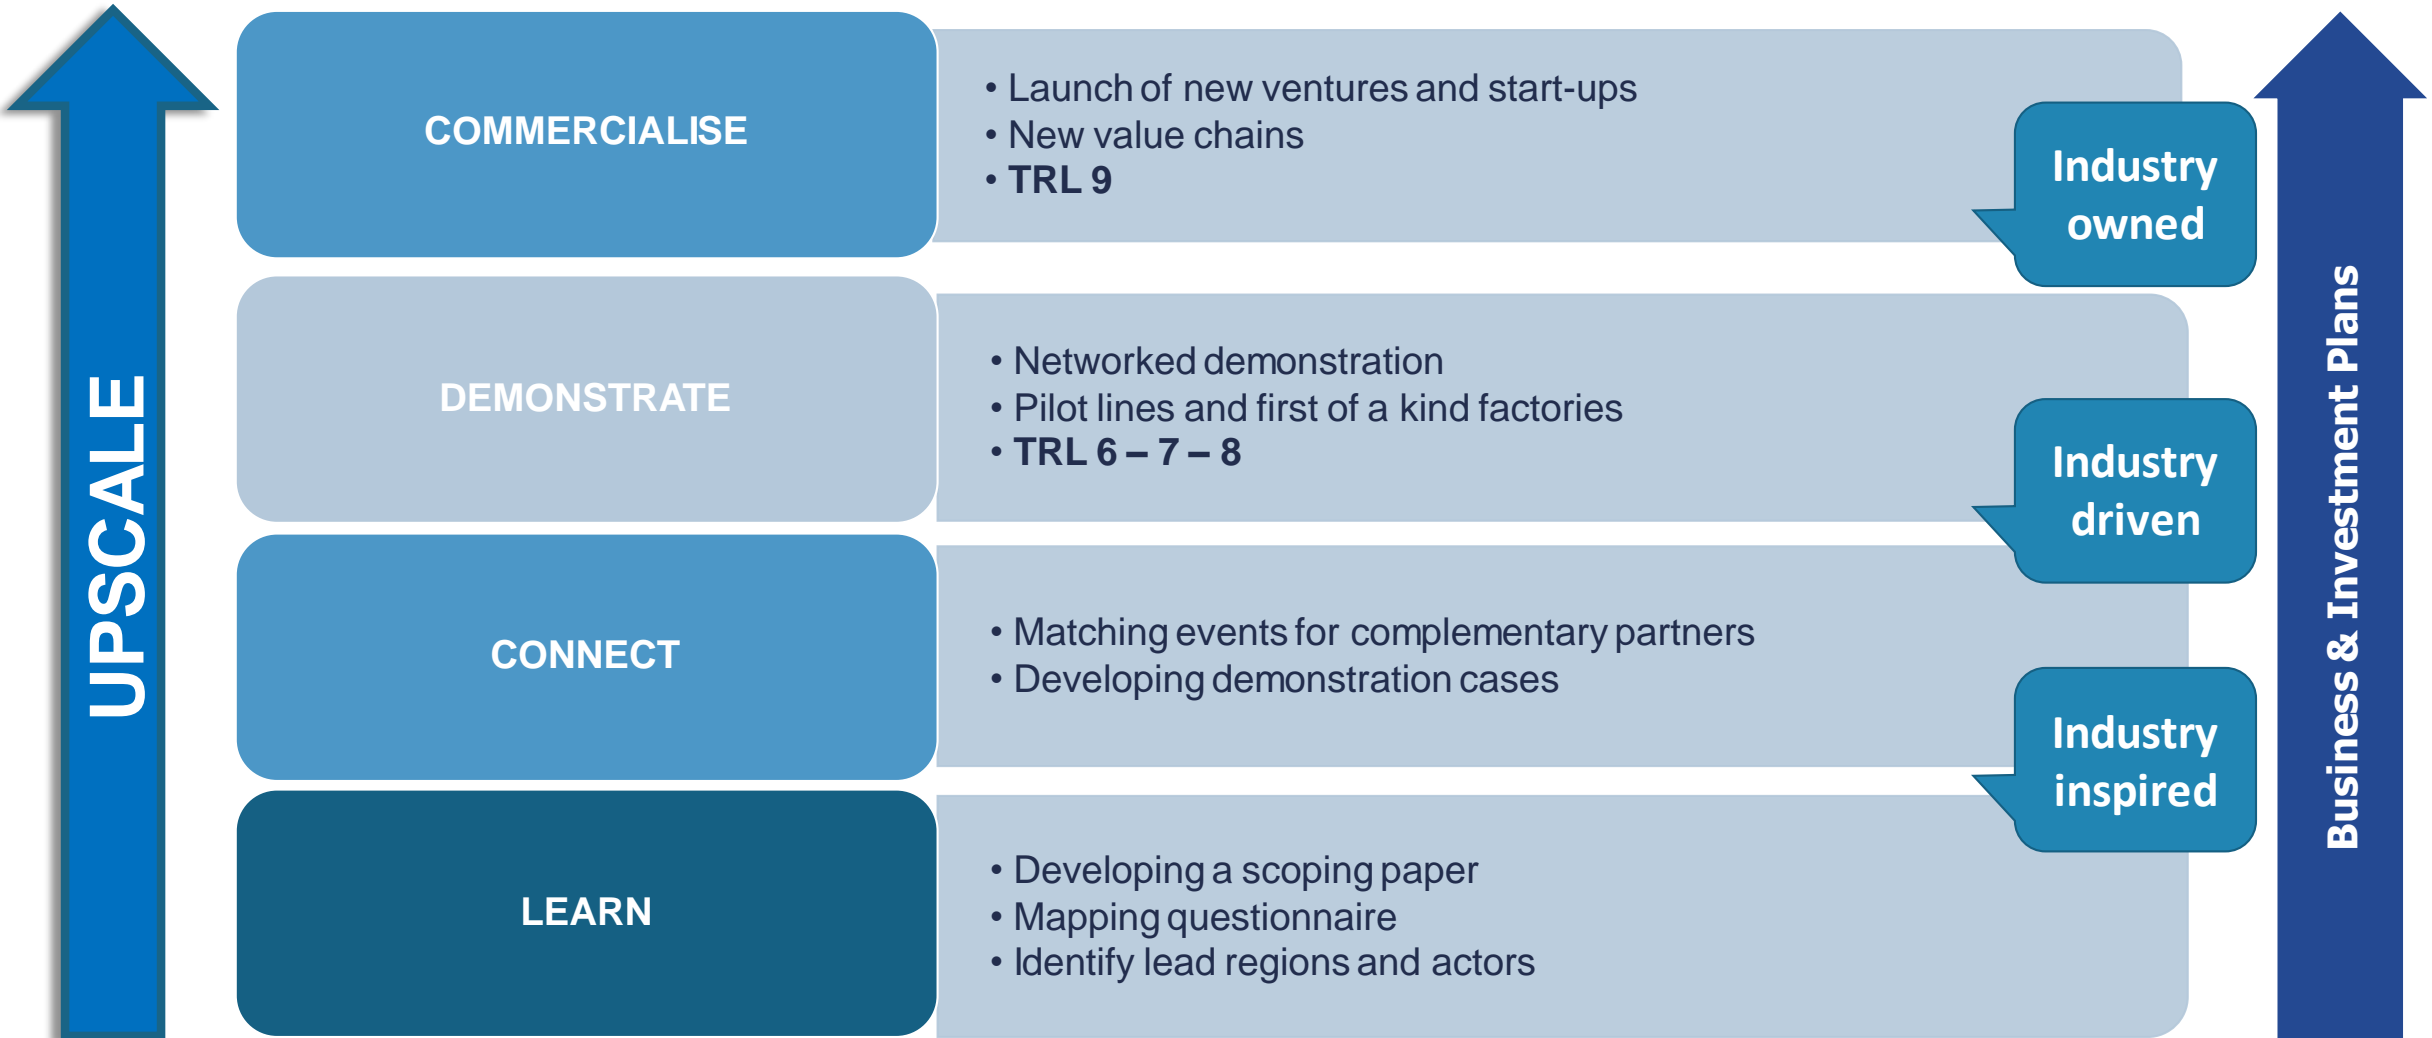 UPSCALE
COMMERCIALISE
• Launch of new ventures and start-ups
• New value chains
• TRL 9
Industry
owned
DEMONSTRATE
• Networked demonstration
• Pilot lines and first of a kind factories
• TRL 6 – 7 – 8
Industry
driven
CONNECT
• Matching events for complementary partners
• Developing demonstration cases
Industry
inspired
LEARN
• Developing a scoping paper
• Mapping questionnaire
• Identify lead regions and actors
Business & Investment Plans